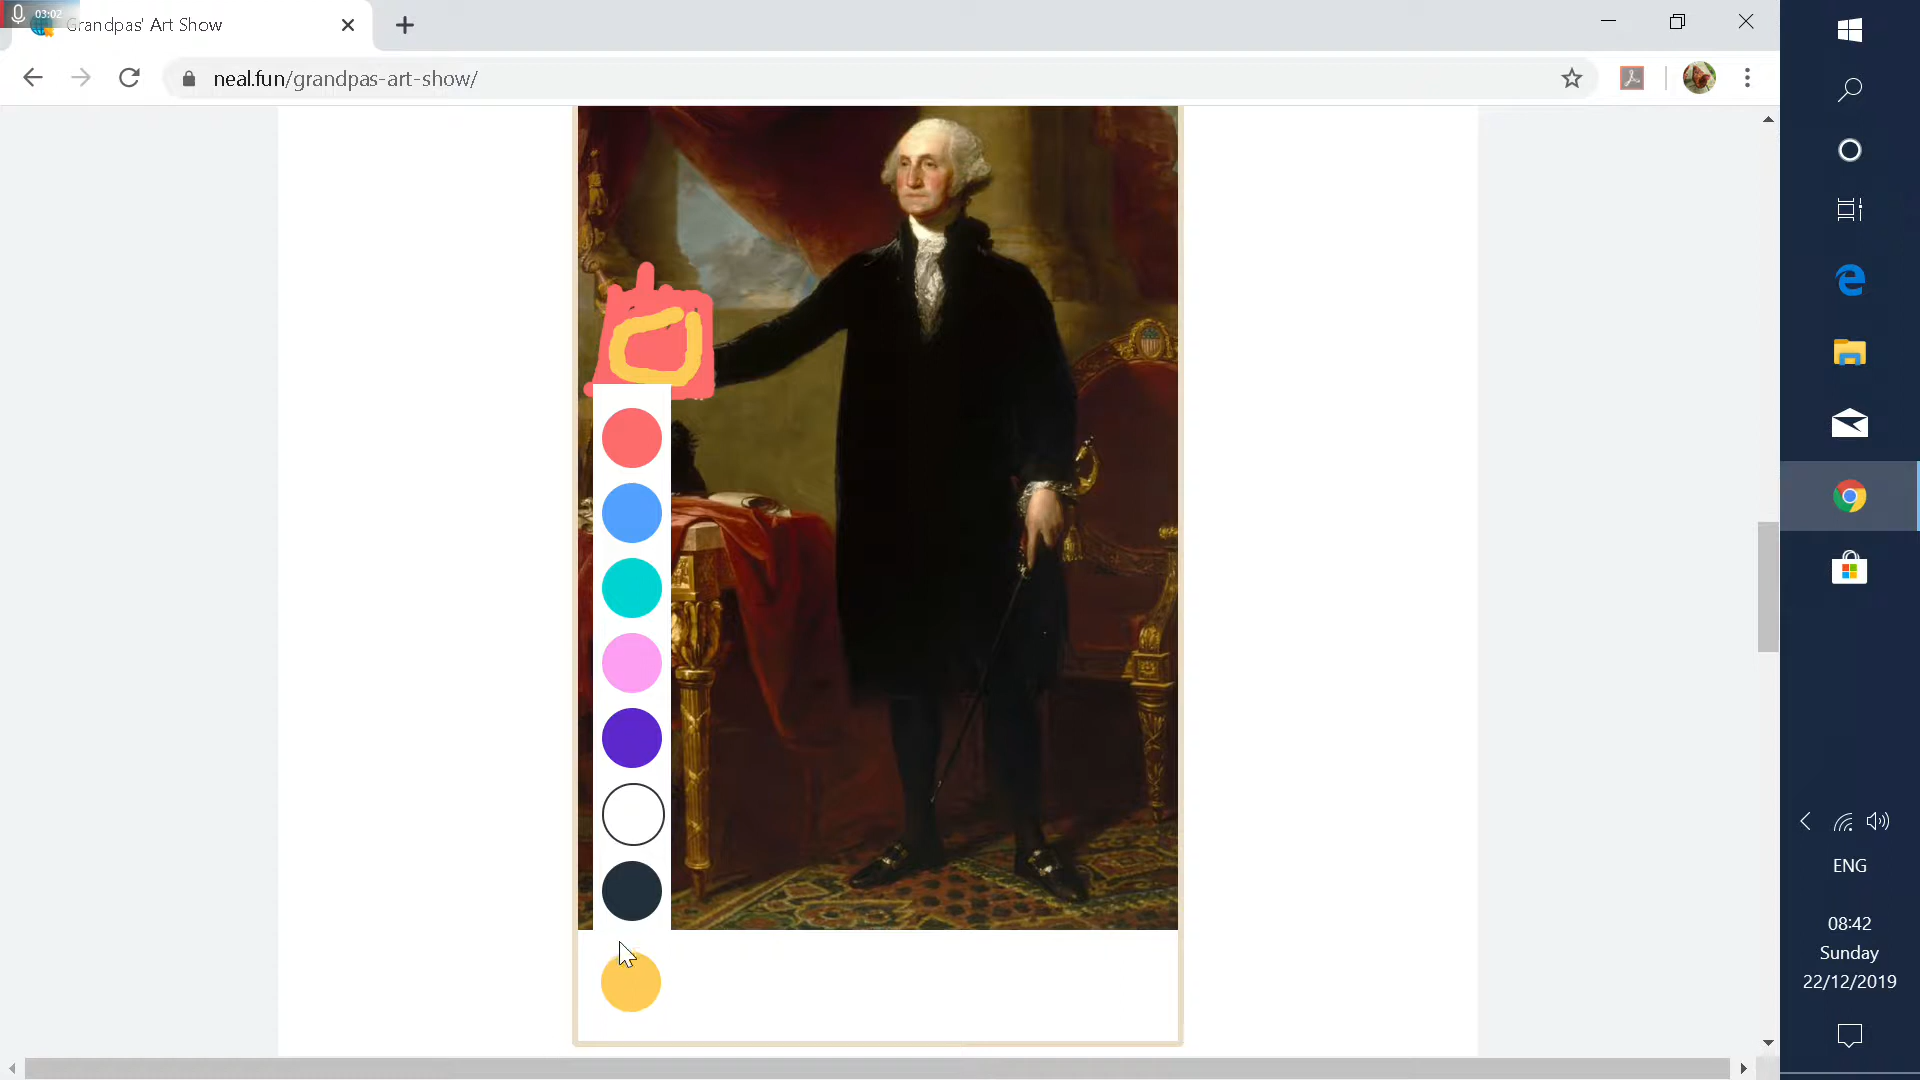 03:02
Grandpas' Art Show
neal.fun/grandpas-art-show/
ENG
08:42
Sunday
22/12/2019